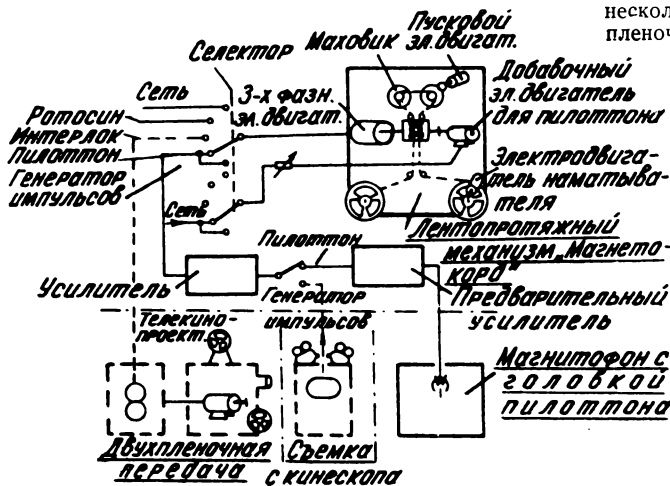 нескол
пленоч
Пусковой
Маховик эл.двигат.
Селектор
Сеть
3-х фазн.
эл.двигат.
Добавочный
эл.двигатель
для пилоттона
Ротосин
Интерлок
Пилоттон
Генератор
импульсов
Сеть
Электродвига-
тель наматыва-
теля
Лентопротяжный
механизм „Магнето-
корд"
Пилоттон
Усилитель
Генератор
импульсов
Предварительный
усилитель
Телекино-
проект.
Магнитофон с
головкой
пилоттона
Двухпленочная
передача
Съемка
с кинескопа